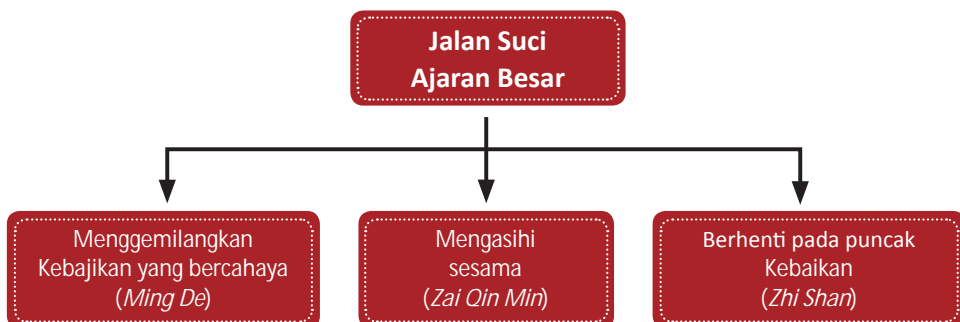 Jalan Suci
Ajaran Besar
Menggemilangkan
Kebajikan yang bercahaya
(Ming De)
Mengasihi
sesama
(Zai Qin Min)
Berhenti pada puncak
Kebaikan
(Zhi Shan)